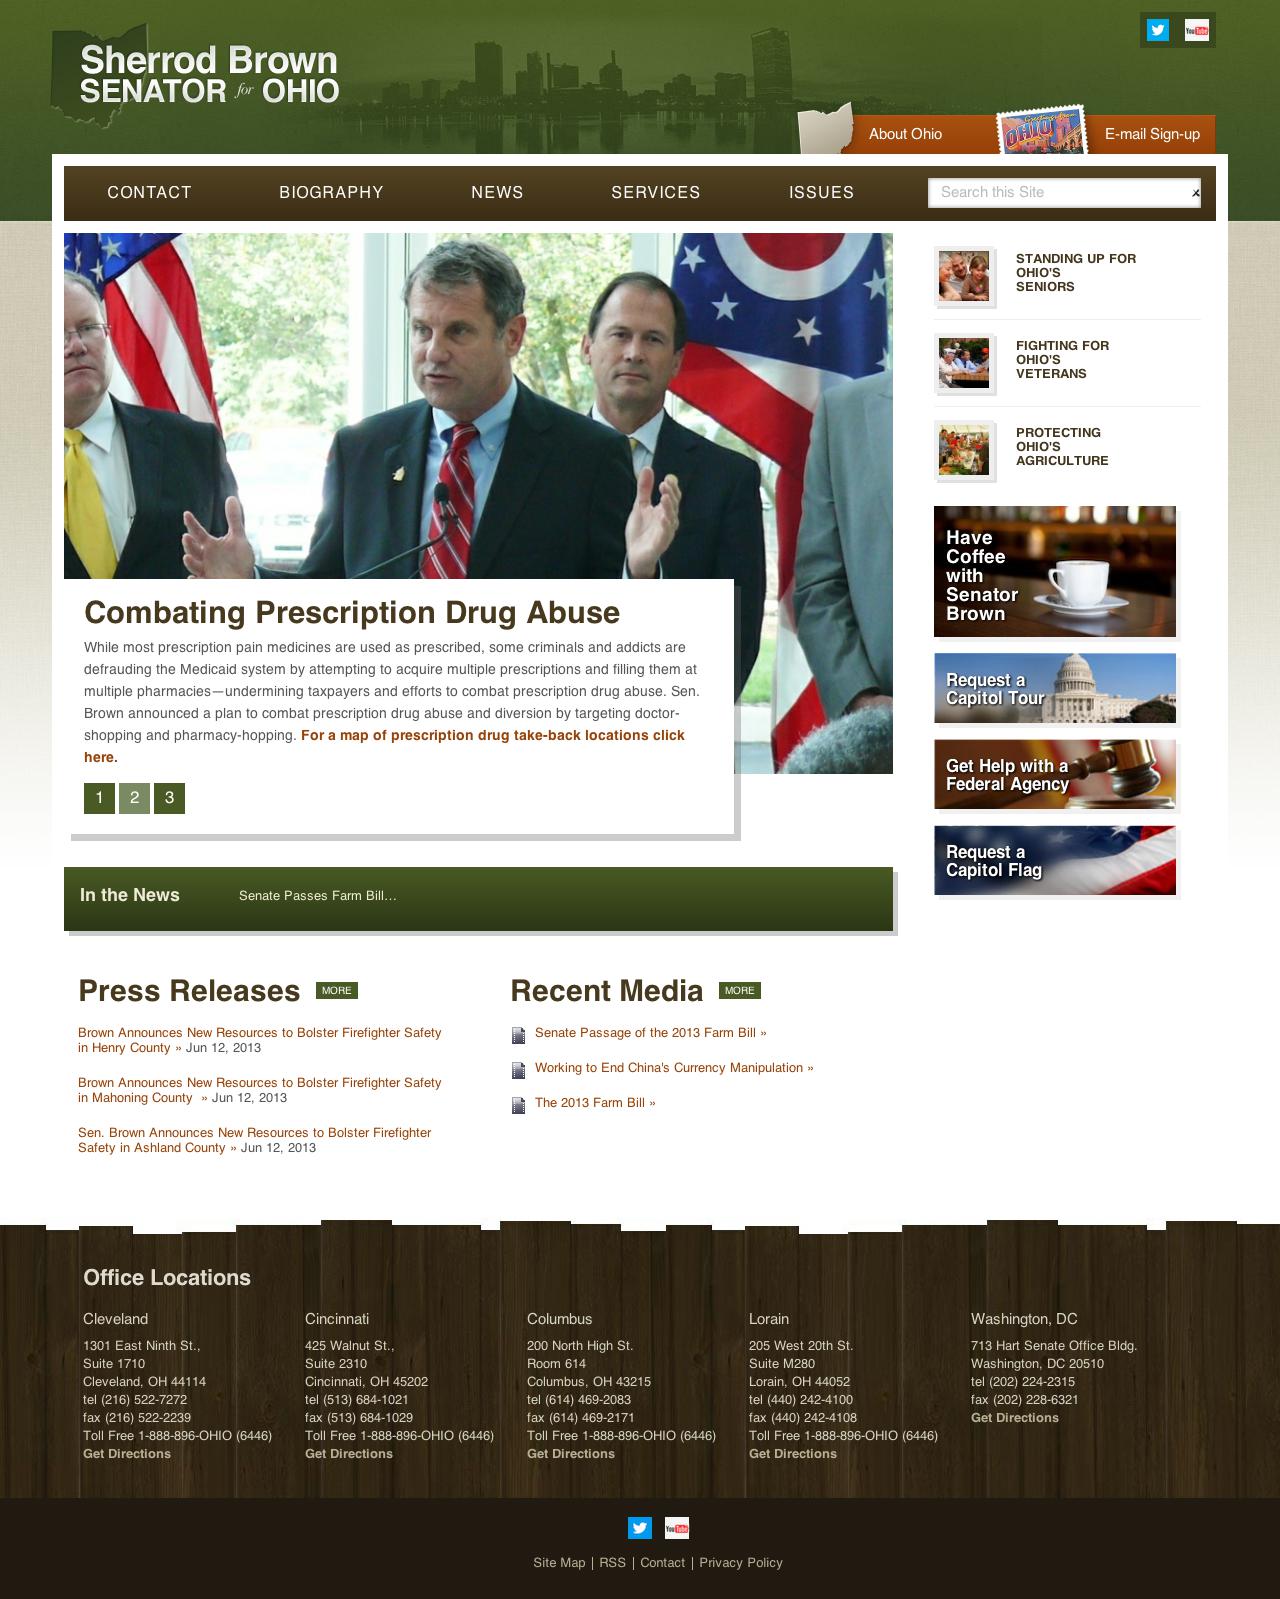 Sherrod Brown
SENATOR for OHIO
You Tube
About Ohio
Greetings from
OHIO
E-mail Sign-up
CONTACT
BIOGRAPHY
NEWS
SERVICES
ISSUES
Search this Site
STANDING UP FOR
OHIO'S
SENIORS
FIGHTING FOR
OHIO'S
VETERANS
PROTECTING
OHIO'S
AGRICULTURE
Have
Coffee
with
Senator
Brown
Request a
Capitol Tour
Get Help with a
Federal Agency
Request a
Capitol Flag
Combating Prescription Drug Abuse
While most prescription pain medicines are used as prescribed, some criminals and addicts are
defrauding the Medicaid system by attempting to acquire multiple prescriptions and filling them at
multiple pharmacies—undermining taxpayers and efforts to combat prescription drug abuse. Sen.
Brown announced a plan to combat prescription drug abuse and diversion by targeting doctor-
shopping and pharmacy-hopping. For a map of prescription drug take-back locations click
here.
1 2 3
In the News
Senate Passes Farm Bill…
Press Releases MORE
Brown Announces New Resources to Bolster Firefighter Safety
in Henry County » Jun 12, 2013
Brown Announces New Resources to Bolster Firefighter Safety
in Mahoning County » Jun 12, 2013
Sen. Brown Announces New Resources to Bolster Firefighter
Safety in Ashland County » Jun 12, 2013
Recent Media MORE
Senate Passage of the 2013 Farm Bill »
Working to End China's Currency Manipulation »
The 2013 Farm Bill »
Office Locations
Cleveland
1301 East Ninth St.,
Suite 1710
Cleveland, OH 44114
tel (216) 522-7272
fax (216) 522-2239
Toll Free 1-888-896-OHIO (6446)
Get Directions
Cincinnati
425 Walnut St.,
Suite 2310
Cincinnati, OH 45202
tel (513) 684-1021
fax (513) 684-1029
Toll Free 1-888-896-OHIO (6446)
Get Directions
Columbus
200 North High St.
Room 614
Columbus, OH 43215
tel (614) 469-2083
fax (614) 469-2171
Toll Free 1-888-896-OHIO (6446)
Get Directions
Lorain
205 West 20th St.
Suite M280
Lorain, OH 44052
tel (440) 242-4100
fax (440) 242-4108
Toll Free 1-888-896-OHIO (6446)
Get Directions
Washington, DC
713 Hart Senate Office Bldg.
Washington, DC 20510
tel (202) 224-2315
fax (202) 228-6321
Get Directions
You Tube
Site Map | RSS | Contact | Privacy Policy